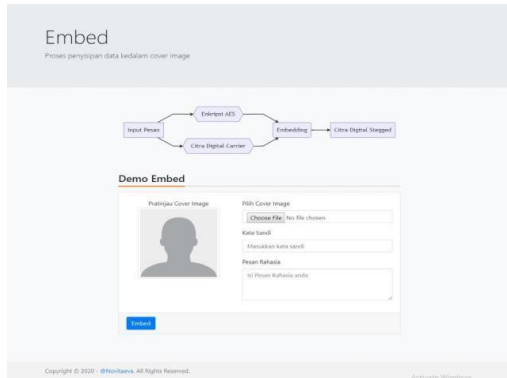 Embed
Proses penyisipan data kedalam cover image
Enkripsi AES
Input Pesan
Embedding
Citra Digital Stegged
Citra Digital Carrier
Demo Embed
Pratinjau Cover Image
Pilih Cover Image
Choose File No file chosen
Kata Sandi
Masukkan kata sandi
Pesan Rahasia
Isi Pesan Rahasia anda
Embed
Copyright © 2020 - @Novitaeva. All Rights Reserved.
Activate Windows